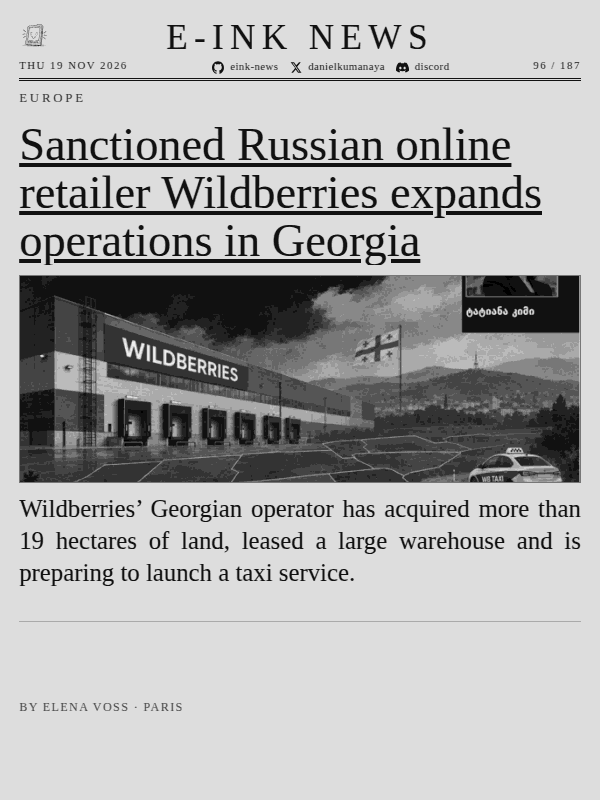 E-INK NEWS
THU 19 NOV 2026
eink-news danielkumanaya discord
96 / 187
EUROPE
Sanctioned Russian online
retailer Wildberries expands
operations in Georgia
WILDBERRIES
ტატიანა კიმი
WB TAXI
Wildberries’ Georgian operator has acquired more than
19 hectares of land, leased a large warehouse and is
preparing to launch a taxi service.
BY ELENA VOSS · PARIS